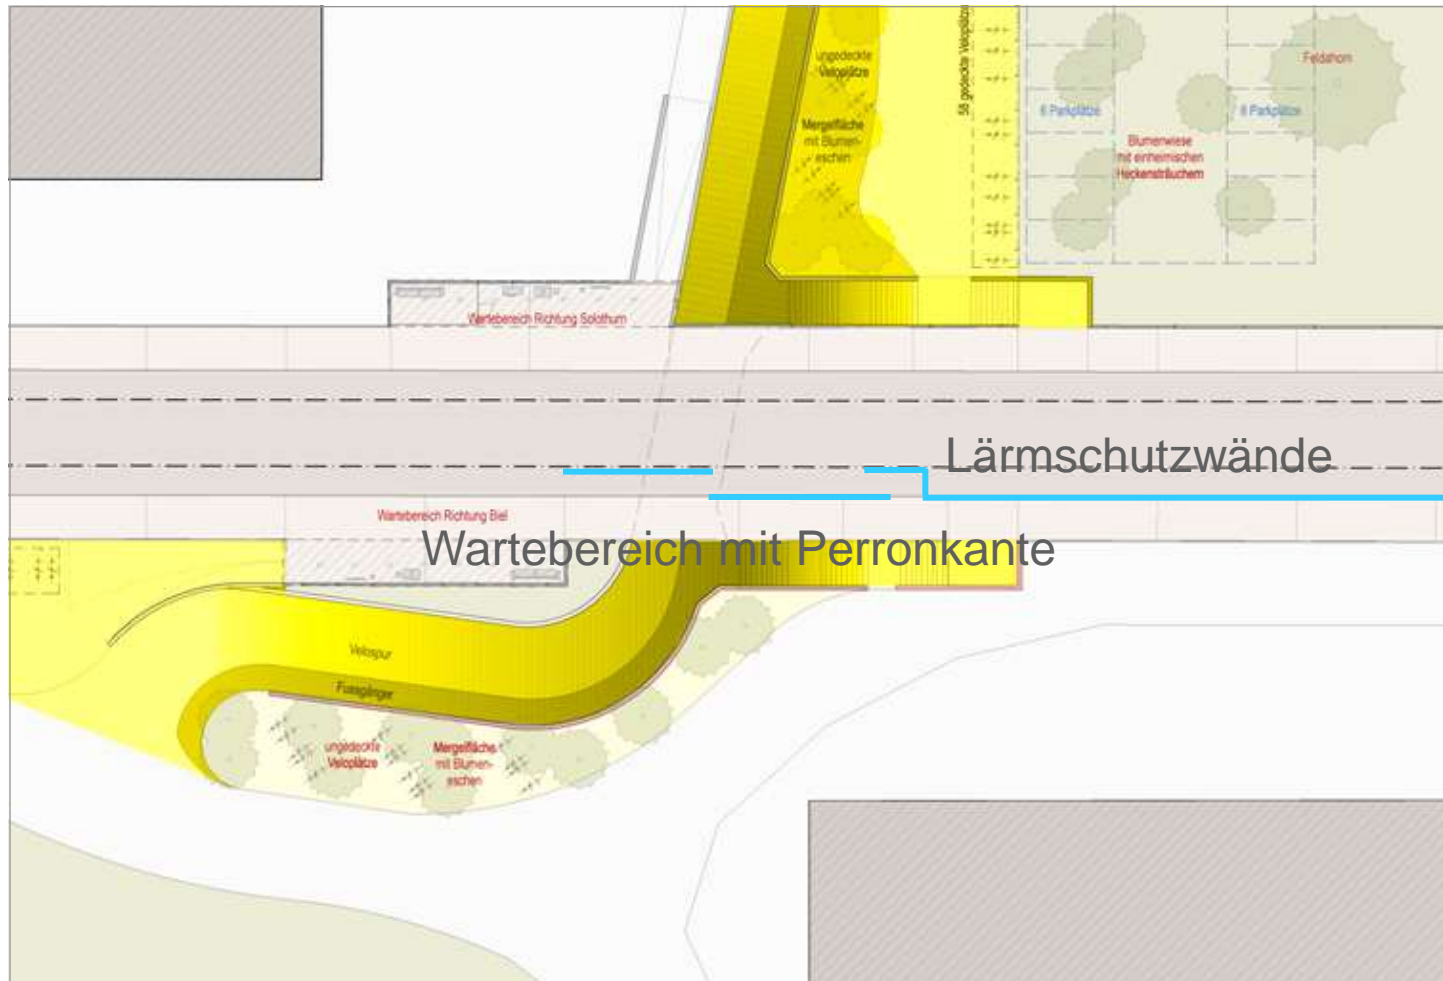 ungedeckte
Veloplätze
58 gedeckte Veloplätze
Feldahorn
Mergelfläche
mit Blumen-
eschen
6 Parkplätze
6 Parkplätze
Blumenwiese
mit einheimischen
Heckensträuchern
Wartebereich Richtung Solothurn
Lärmschutzwände
Wartebereich Richtung Biel
Wartebereich mit Perronkante
Velospur
Fussgänger
ungedeckte
Veloplätze
Mergelfläche
mit Blumen-
eschen